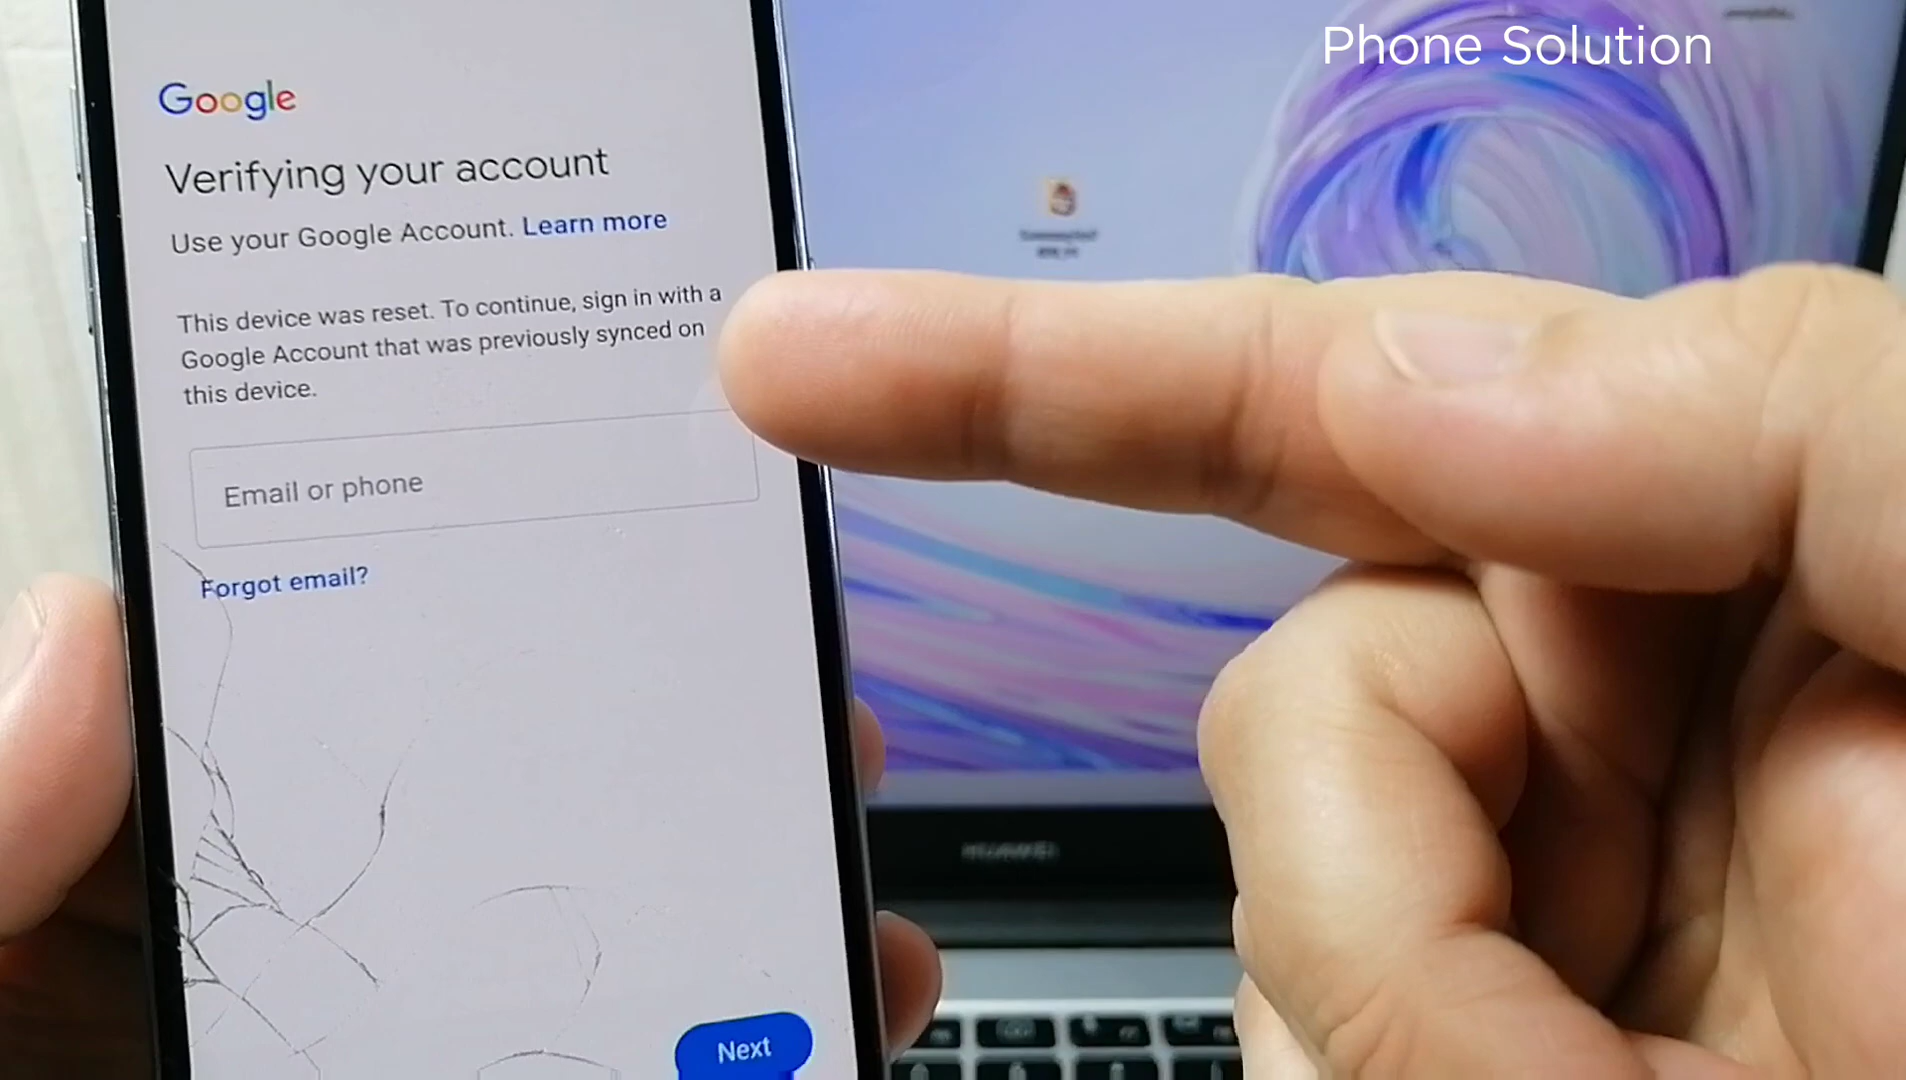 Phone Solution
Google
Verifying your account
Use your Google Account. Learn more
This device was reset. To continue, sign in with a
Google Account that was previously synced on
this device.
Email or phone
Forgot email?
Next
HUAWEI